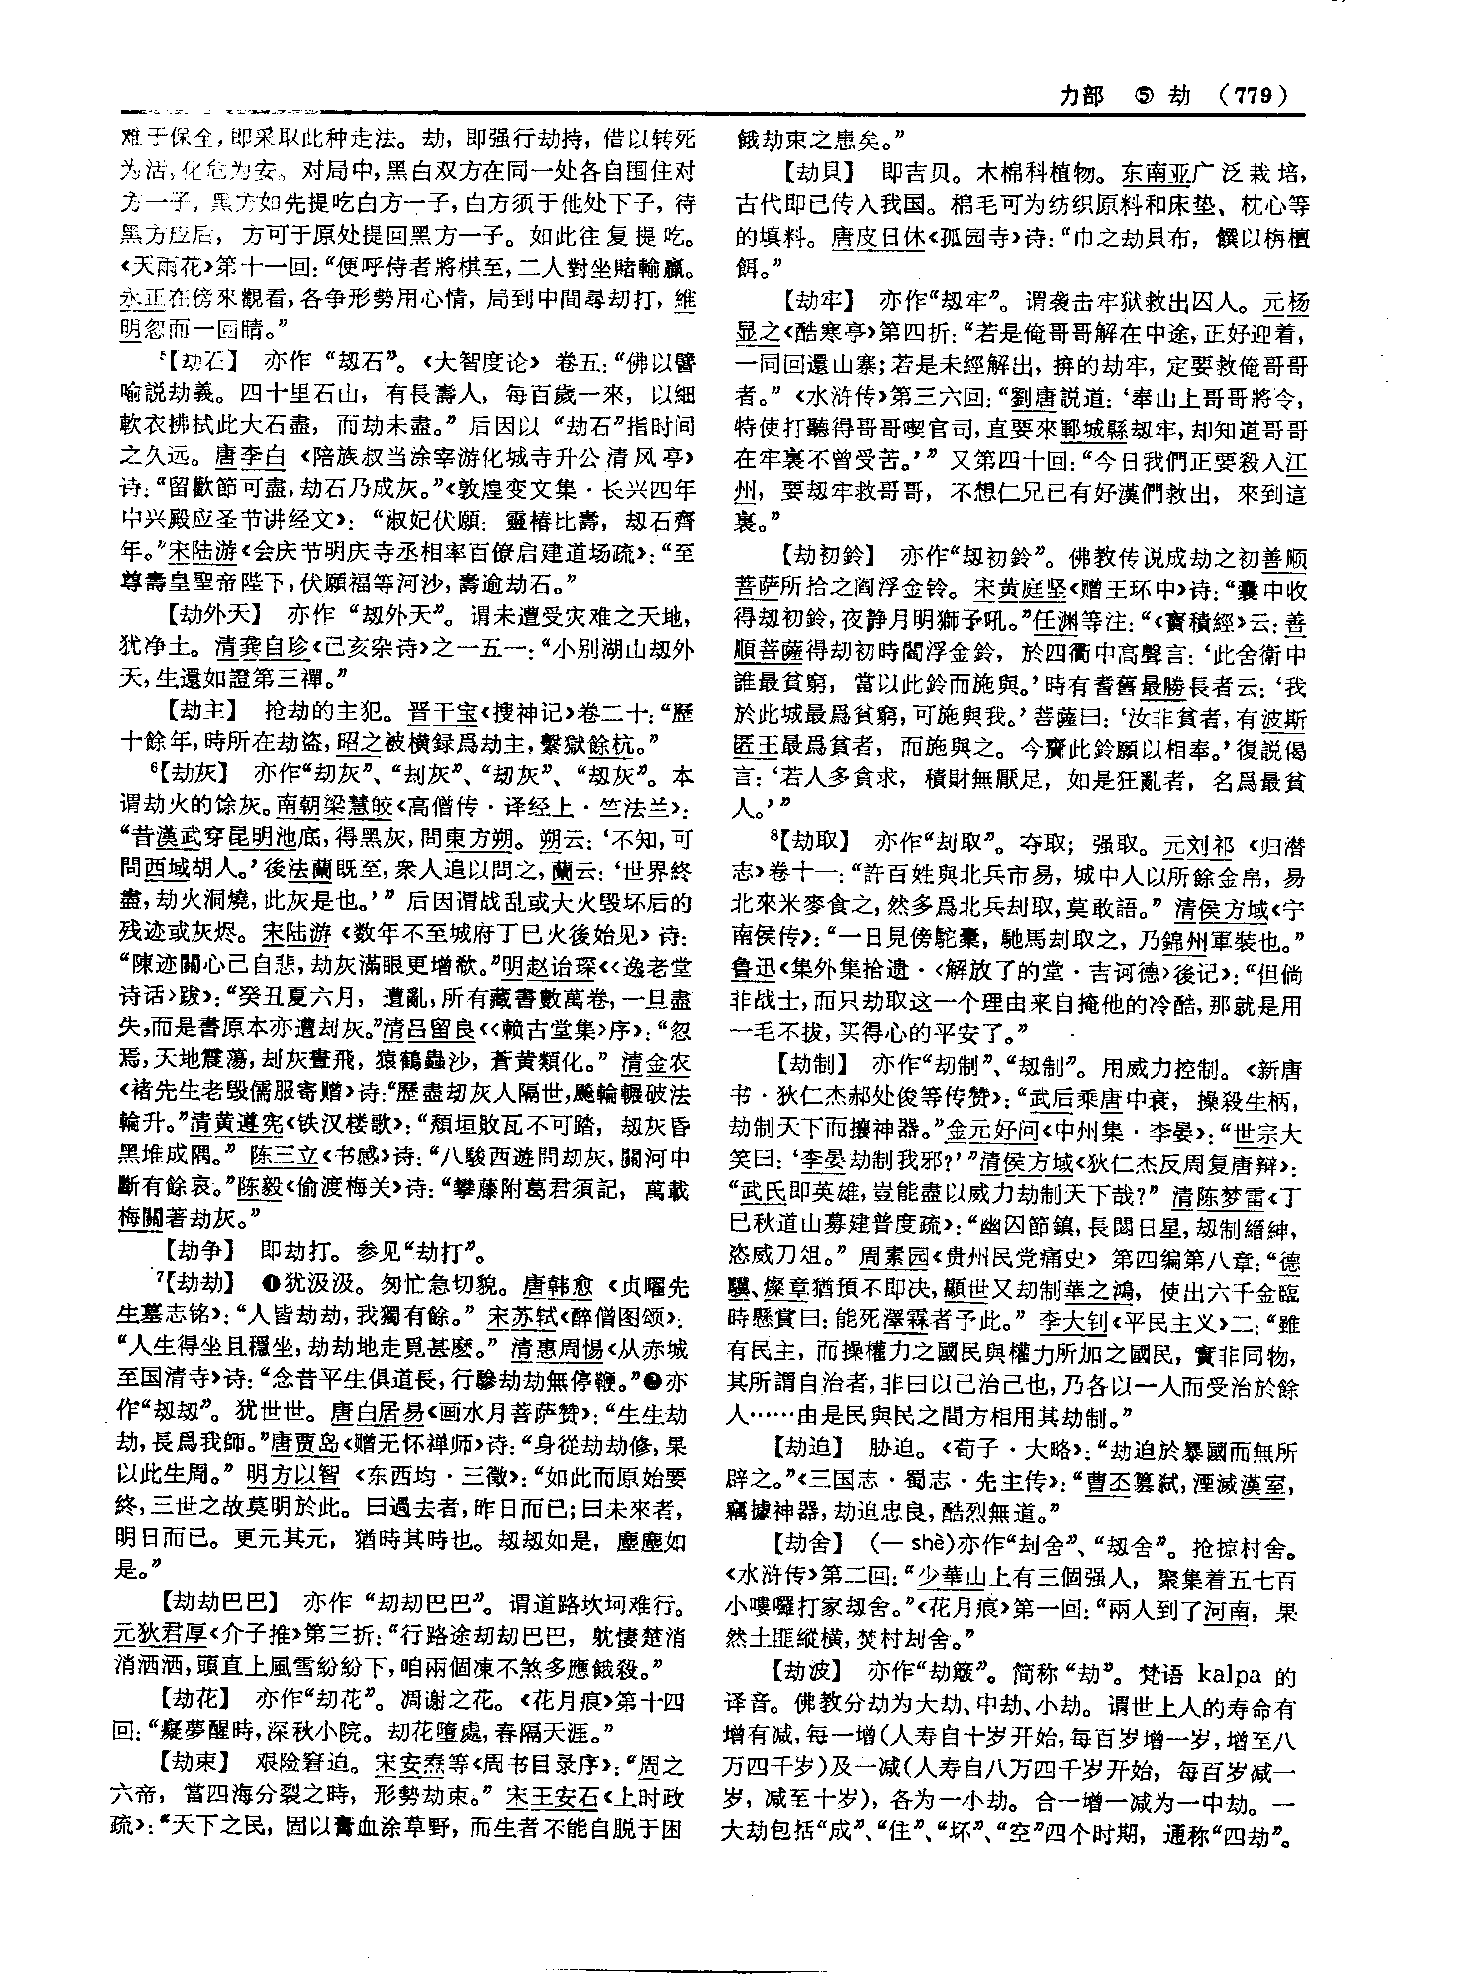 力部 ⑤ 劫 （779）
难于保全，即采取此种走法。劫，即强行劫持，借以转死
为活，化危为安。对局中，黑白双方在同一处各自围住对
方一子，黑方如先提吃白方一子，白方须于他处下子，待
黑方应后，方可于原处提回黑方一子。如此往复提吃。
《天雨花》第十一回：“便呼侍者將棋至，二人對坐賭輸贏。
永正在傍來觀看，各争形勢用心情，局到中間尋刧打，维
明忽而一回睛。”
⁵【劫石】 亦作“刼石”。《大智度论》卷五：“佛以譬
喻説劫義。四十里石山，有長壽人，每百歲一來，以細
軟衣拂拭此大石盡，而劫未盡。”后因以“劫石”指时间
之久远。唐李白《陪族叔当涂宰游化城寺升公清风亭》
诗：“留歡節可盡，劫石乃成灰。”《敦煌变文集·长兴四年
中兴殿应圣节讲经文》：“淑妃伏願：靈椿比壽，刼石齊
年。”宋陆游《会庆节明庆寺丞相率百僚启建道场疏》：“至
尊壽皇聖帝陛下，伏願福等河沙，壽逾劫石。”
【劫外天】 亦作“刼外天”。谓未遭受灾难之天地，
犹净土。清龚自珍《己亥杂诗》之一五一：“小别湖山刼外
天，生還如證第三禪。”
【劫主】 抢劫的主犯。晋干宝《搜神记》卷二十：“歷
十餘年，時所在劫盜，昭之被横録爲劫主，繫獄餘杭。”
⁶【劫灰】 亦作“刧灰”、“刦灰”、“刧灰”、“刼灰”。本
谓劫火的馀灰。南朝梁慧皎《高僧传·译经上·竺法兰》：
“昔漢武穿昆明池底，得黑灰，問東方朔。朔云：‘不知，可
問西域胡人。’後法蘭既至，衆人追以問之，蘭云：‘世界終
盡，劫火洞燒，此灰是也。’”后因谓战乱或大火毁坏后的
残迹或灰烬。宋陆游《数年不至城府丁巳火後始见》诗：
“陳迹關心已自悲，劫灰滿眼更增欷。”明赵诒琛《〈逸老堂
诗话〉跋》：“癸丑夏六月，遭亂，所有藏書數萬卷，一旦盡
失，而是書原本亦遭刦灰。”清吕留良《〈赖古堂集〉序》：“忽
焉，天地震蕩，刦灰晝飛，猿鶴蟲沙，蒼黄類化。”清金农
《褚先生老毁儒服寄赠》诗：“歷盡刧灰人隔世，飈輪輾破法
輪升。”清黄遵宪《铁汉楼歌》：“頽垣敗瓦不可踏，刼灰昏
黑堆成隅。”陈三立《书感》诗：“八駿西遊問刧灰，關河中
斷有餘哀。”陈毅《偷渡梅关》诗：“攀藤附葛君須記，萬載
梅關著劫灰。”
【劫争】 即劫打。参见“劫打”。
⁷【劫劫】 ❶犹汲汲。匆忙急切貌。唐韩愈《贞曜先
生墓志铭》：“人皆劫劫，我獨有餘。”宋苏轼《醉僧图颂》：
“人生得坐且穩坐，劫劫地走覓甚麽。”清惠周惕《从赤城
至国清寺》诗：“念昔平生俱道長，行驂劫劫無停鞭。”❷亦
作“刼刼”。犹世世。唐白居易《画水月菩萨赞》：“生生劫
劫，長爲我師。”唐贾岛《赠无怀禅师》诗：“身從劫劫修，果
以此生周。”明方以智《东西均·三徵》：“如此而原始要
終，三世之故莫明於此。曰過去者，昨日而已；曰未來者，
明日而已。更元其元，猶時其時也。刼刼如是，塵塵如
是。”
【劫劫巴巴】 亦作“刧刧巴巴”。谓道路坎坷难行。
元狄君厚《介子推》第三折：“行路途刧刧巴巴，躭悽楚消
消洒洒，頭直上風雪紛紛下，咱兩個凍不煞多應餓殺。”
【劫花】 亦作“刧花”。凋谢之花。《花月痕》第十四
回：“癡夢醒時，深秋小院。刧花墮處，春隔天涯。”
【劫束】 艰险窘迫。宋安焘等《周书目录序》：“周之
六帝，當四海分裂之時，形勢劫束。”宋王安石《上时政
疏》：“天下之民，固以膏血涂草野，而生者不能自脱于困
餓劫束之患矣。”
【劫貝】 即吉贝。木棉科植物。东南亚广泛栽培，
古代即已传入我国。棉毛可为纺织原料和床垫、枕心等
的填料。唐皮日休《孤园寺》诗：“巾之劫貝布，饌以栴檀
餌。”
【劫牢】 亦作“刼牢”。谓袭击牢狱救出囚人。元杨
显之《酷寒亭》第四折：“若是俺哥哥解在中途，正好迎着，
一同回還山寨；若是未經解出，拚的劫牢，定要救俺哥哥
者。”《水浒传》第三六回：“劉唐説道：‘奉山上哥哥將令，
特使打聽得哥哥喫官司，直要來鄆城縣刼牢，却知道哥哥
在牢裏不曾受苦。’”又第四十回：“今日我們正要殺入江
州，要刼牢救哥哥，不想仁兄已有好漢們救出，來到這
裏。”
【劫初鈴】 亦作“刼初鈴”。佛教传说成劫之初善顺
菩萨所拾之阎浮金铃。宋黄庭坚《赠王环中》诗：“囊中收
得刼初鈴，夜静月明獅子吼。”任渊等注：“《寶積經》云：善
順菩薩得劫初時閻浮金鈴，於四衢中高聲言：‘此舍衛中
誰最貧窮，當以此鈴而施與。’時有耆舊最勝長者云：‘我
於此城最爲貧窮，可施與我。’菩薩曰：‘汝非貧者，有波斯
匿王最爲貧者，而施與之。今齎此鈴願以相奉。’復説偈
言：‘若人多貪求，積財無厭足，如是狂亂者，名爲最貧
人。’”
⁸【劫取】 亦作“刦取”。夺取；强取。元刘祁《归潜
志》卷十一：“許百姓與北兵市易，城中人以所餘金帛，易
北來米麥食之，然多爲北兵刦取，莫敢語。”清侯方域《宁
南侯传》：“一日見傍駝橐，馳馬刦取之，乃錦州軍裝也。”
鲁迅《集外集拾遗·〈解放了的堂·吉诃德〉後记》：“但倘
非战士，而只劫取这一个理由来自掩他的冷酷，那就是用
一毛不拔，买得心的平安了。”
【劫制】 亦作“刧制”、“刼制”。用威力控制。《新唐
书·狄仁杰郝处俊等传赞》：“武后乘唐中衰，操殺生柄，
劫制天下而攘神器。”金元好问《中州集·李晏》：“世宗大
笑曰：‘李晏劫制我邪？’”清侯方域《狄仁杰反周复唐辩》：
“武氏即英雄，豈能盡以威力劫制天下哉？”清陈梦雷《丁
巳秋道山募建普度疏》：“幽囚節鎮，長閟日星，刼制縉紳，
恣威刀俎。”周素园《贵州民党痛史》第四编第八章：“德
驥、燦章猶預不即决，顯世又劫制華之鴻，使出六千金臨
時懸賞曰：能死澤霖者予此。”李大钊《平民主义》二：“雖
有民主，而操權力之國民與權力所加之國民，實非同物，
其所謂自治者，非曰以己治己也，乃各以一人而受治於餘
人……由是民與民之間方相用其劫制。”
【劫迫】 胁迫。《荀子·大略》：“劫迫於暴國而無所
辟之。”《三国志·蜀志·先主传》：“曹丕篡弑，湮滅漢室，
竊據神器，劫迫忠良，酷烈無道。”
【劫舍】 （— shè）亦作“刦舍”、“刼舍”。抢掠村舍。
《水浒传》第二回：“少華山上有三個强人，聚集着五七百
小嘍囉打家刼舍。”《花月痕》第一回：“兩人到了河南，果
然土匪縱横，焚村刦舍。”
【劫波】 亦作“劫簸”。简称“劫”。梵语 kalpa 的
译音。佛教分劫为大劫、中劫、小劫。谓世上人的寿命有
增有减，每一增（人寿自十岁开始，每百岁增一岁，增至八
万四千岁）及一减（人寿自八万四千岁开始，每百岁减一
岁，减至十岁），各为一小劫。合一增一减为一中劫。一
大劫包括“成”、“住”、“坏”、“空”四个时期，通称“四劫”。